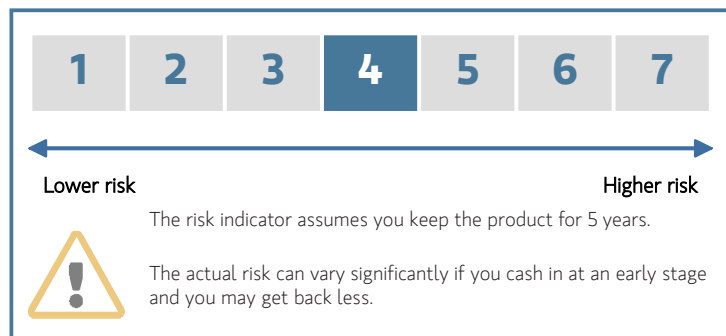 1 2 3 4 5 6 7
Lower risk Higher risk
The risk indicator assumes you keep the product for 5 years.
The actual risk can vary significantly if you cash in at an early stage
and you may get back less.